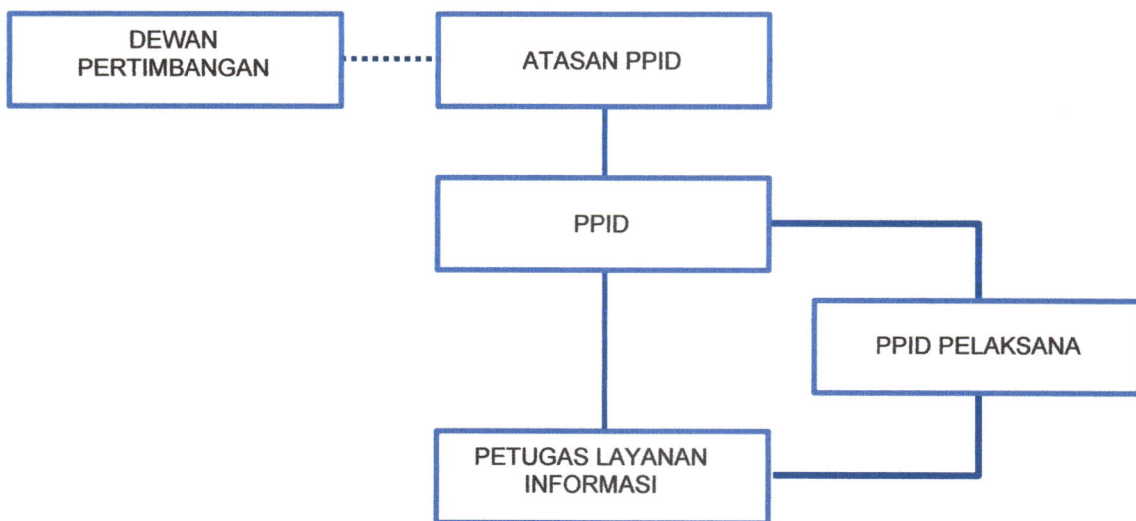 DEWAN
PERTIMBANGAN
ATASAN PPID
PPID
PPID PELAKSANA
PETUGAS LAYANAN
INFORMASI